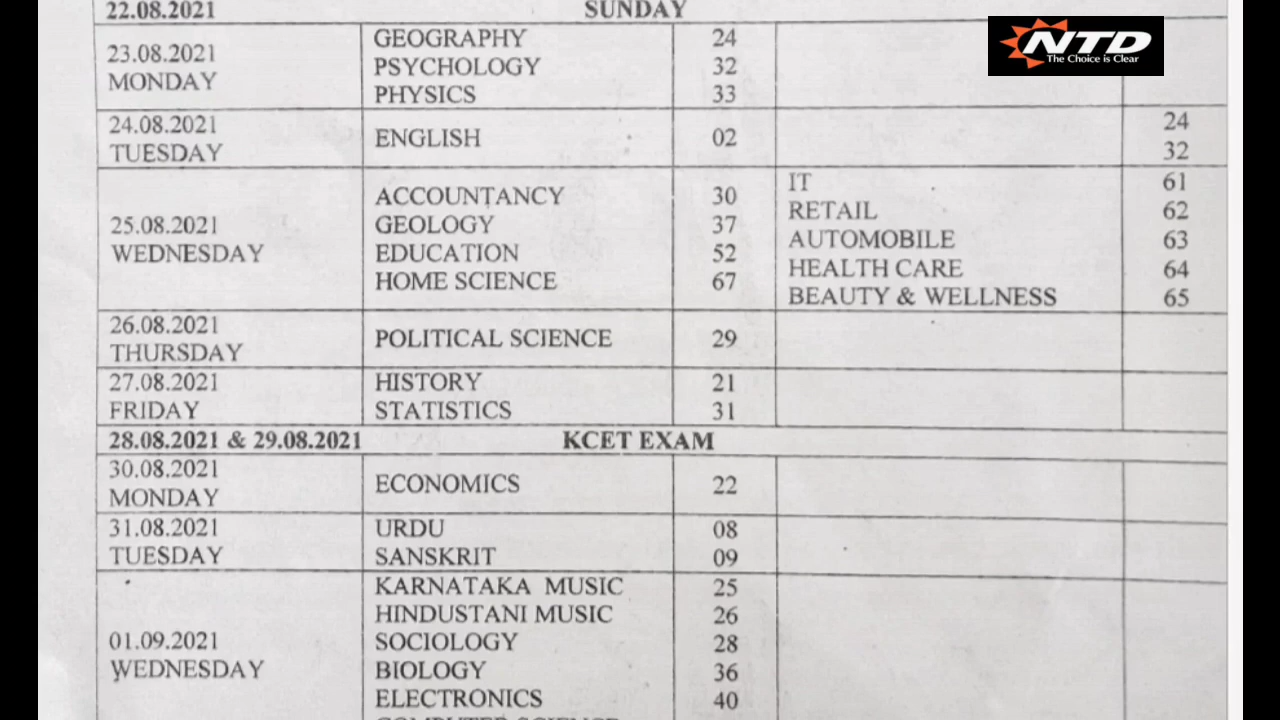 22.08.2021 SUNDAY
NTD
The Choice is Clear
23.08.2021
MONDAY
GEOGRAPHY 24
PSYCHOLOGY 32
PHYSICS 33
24.08.2021
TUESDAY
ENGLISH 02
24
32
25.08.2021
WEDNESDAY
ACCOUNTANCY 30
GEOLOGY 37
EDUCATION 52
HOME SCIENCE 67
IT 61
RETAIL 62
AUTOMOBILE 63
HEALTH CARE 64
BEAUTY & WELLNESS 65
26.08.2021
THURSDAY
POLITICAL SCIENCE 29
27.08.2021
FRIDAY
HISTORY 21
STATISTICS 31
28.08.2021 & 29.08.2021 KCET EXAM
30.08.2021
MONDAY
ECONOMICS 22
31.08.2021
TUESDAY
URDU 08
SANSKRIT 09
01.09.2021
WEDNESDAY
KARNATAKA MUSIC 25
HINDUSTANI MUSIC 26
SOCIOLOGY 28
BIOLOGY 36
ELECTRONICS 40